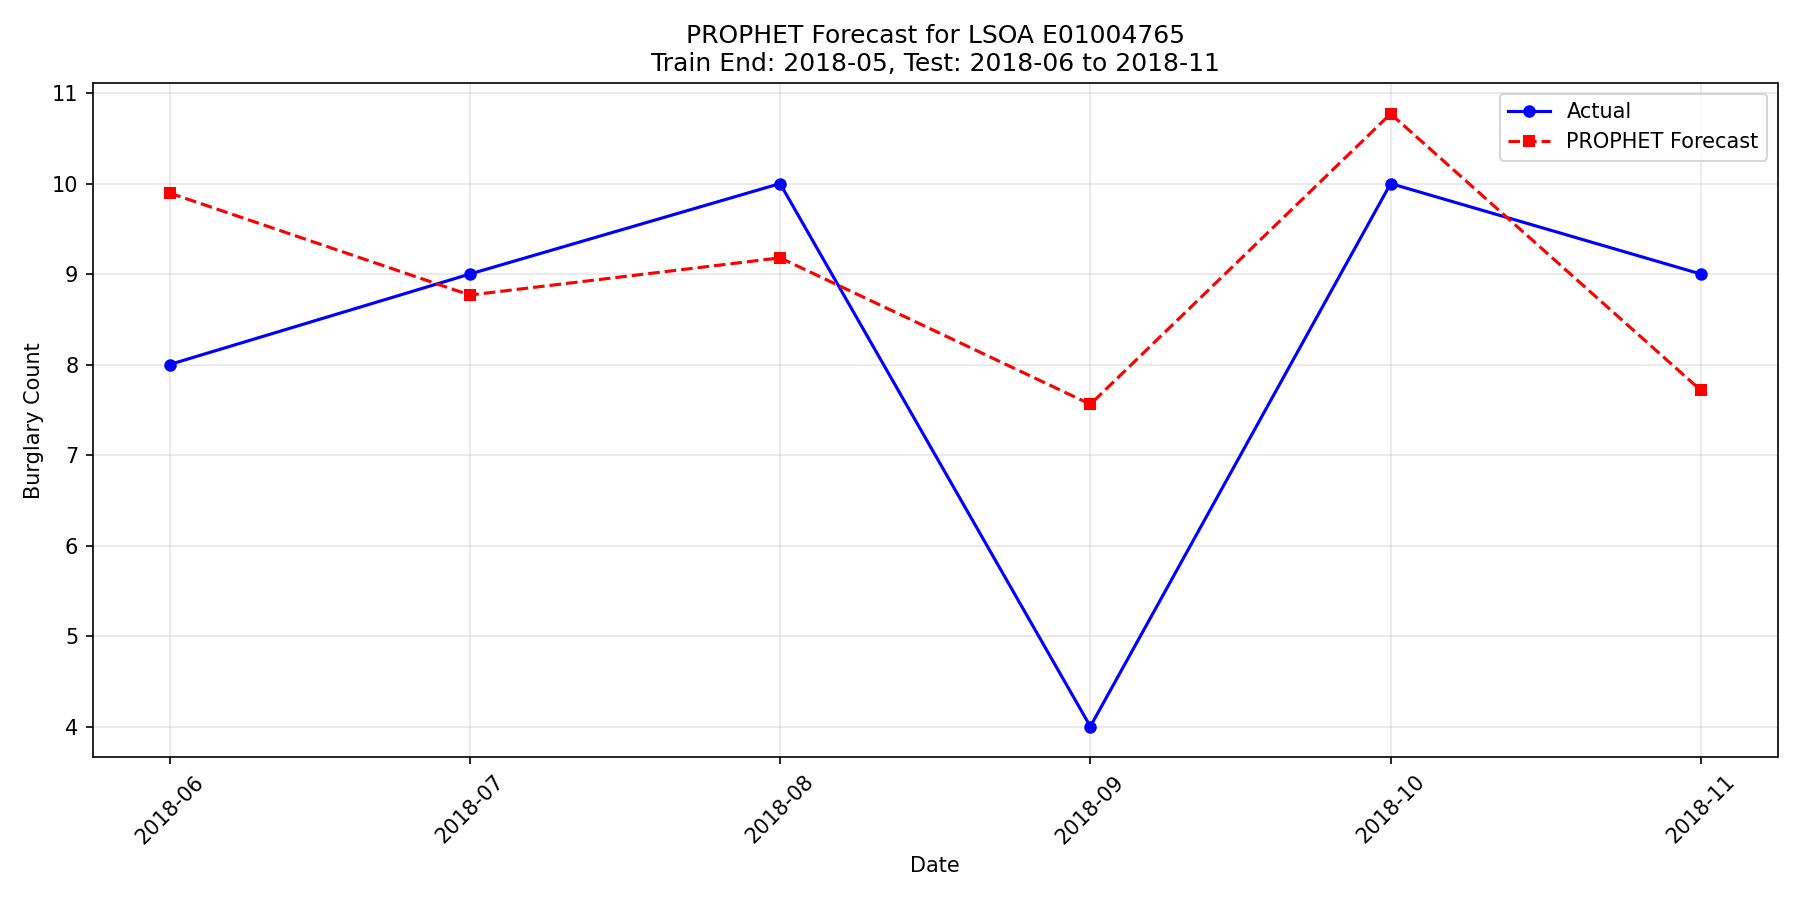 PROPHET Forecast for LSOA E01004765
Train End: 2018-05, Test: 2018-06 to 2018-11
Actual
PROPHET Forecast
Burglary Count
11
10
9
8
7
6
5
4
2018-06
2018-07
2018-08
2018-09
2018-10
2018-11
Date